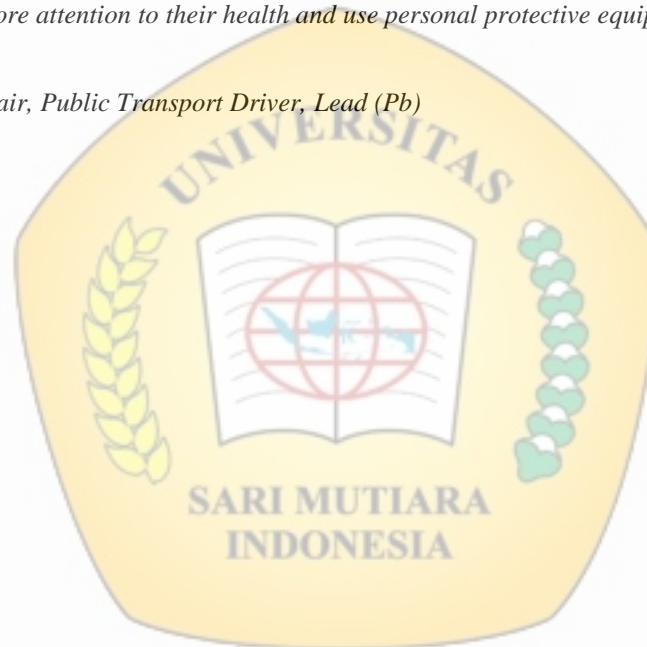 ore attention to their health and use personal protective equip
air, Public Transport Driver, Lead (Pb)
UNIVERSITAS
SARI MUTIARA
INDONESIA